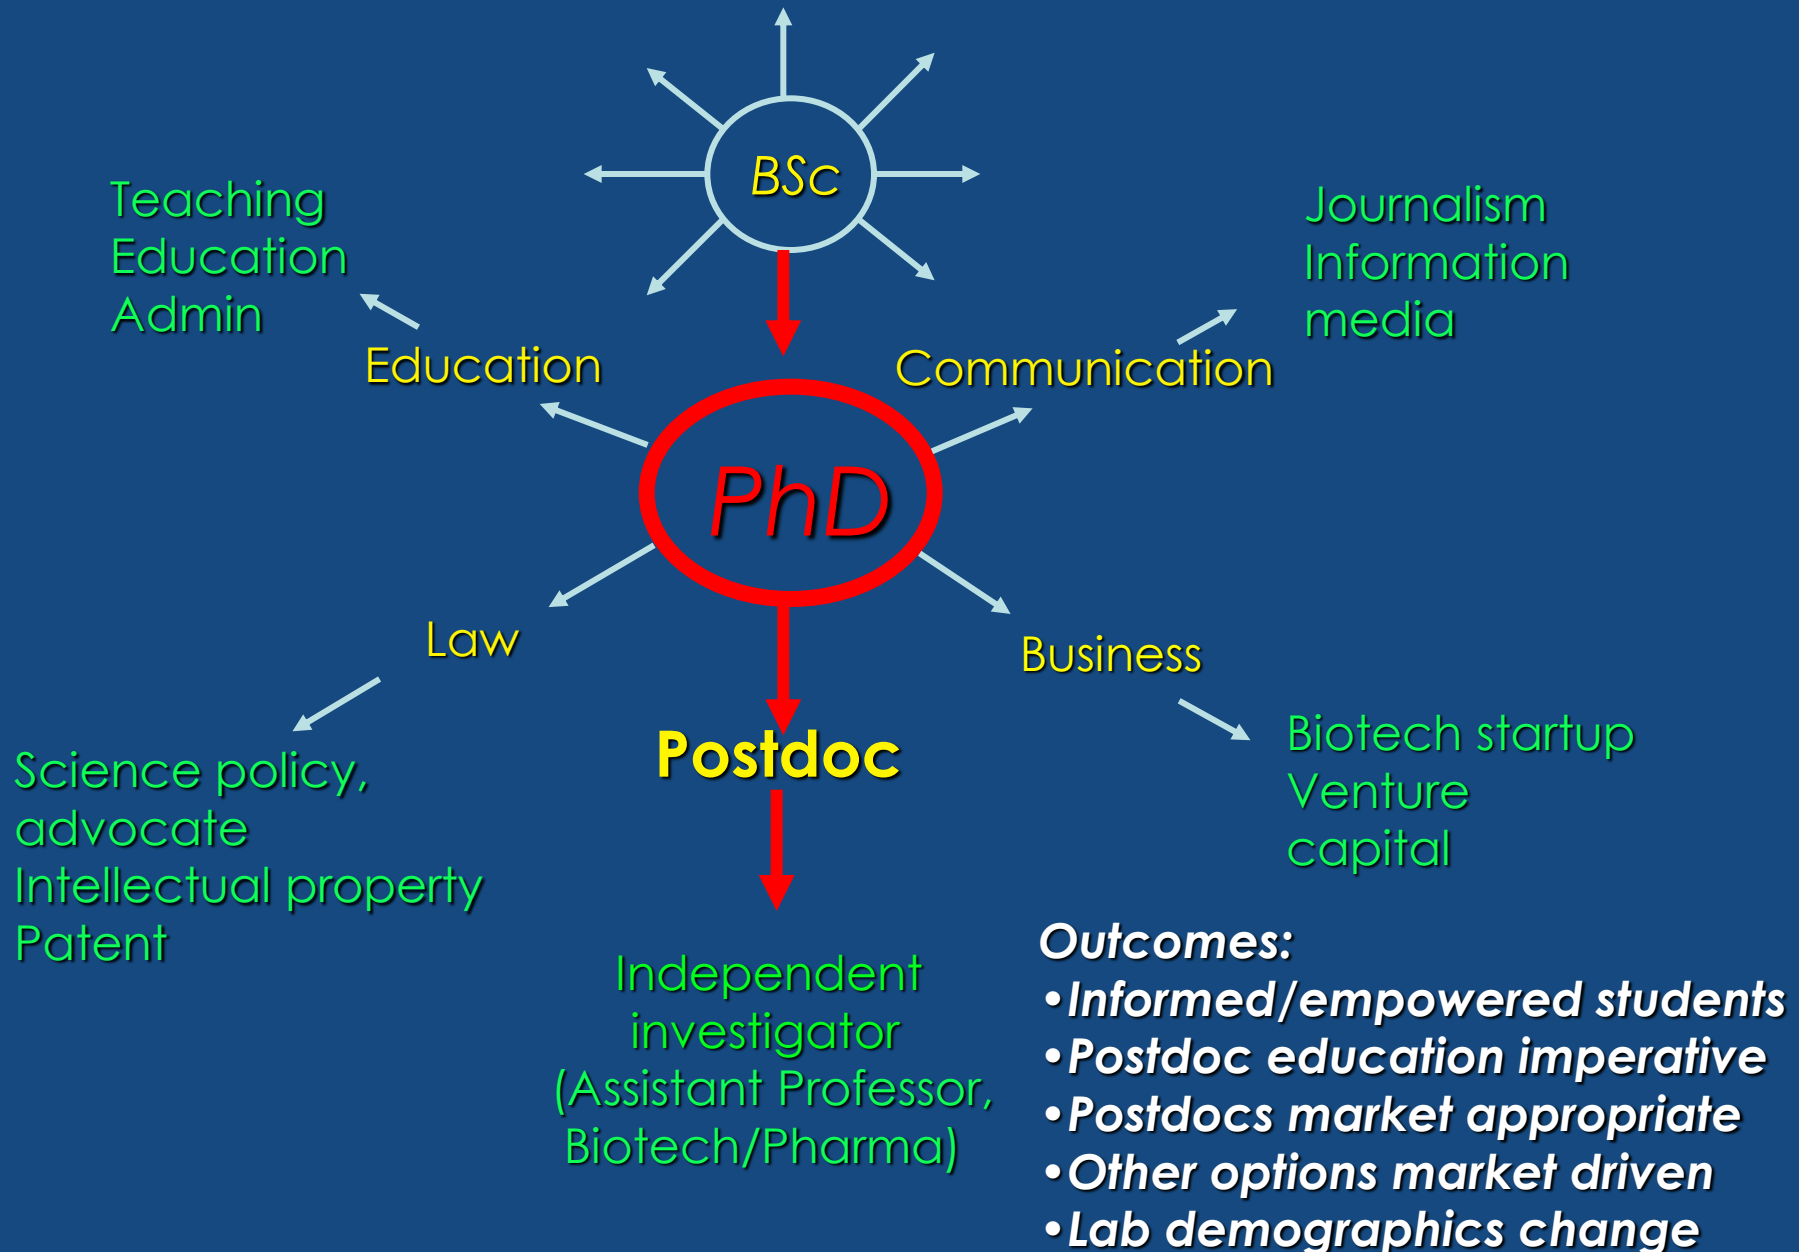 BSc
Teaching
Education
Admin
Journalism
Information
media
Education
Communication
PhD
Law
Business
Science policy,
advocate
Intellectual property
Patent
Postdoc
Biotech startup
Venture
capital
Independent
investigator
(Assistant Professor,
Biotech/Pharma)
Outcomes:
•Informed/empowered students
•Postdoc education imperative
•Postdocs market appropriate
•Other options market driven
•Lab demographics change